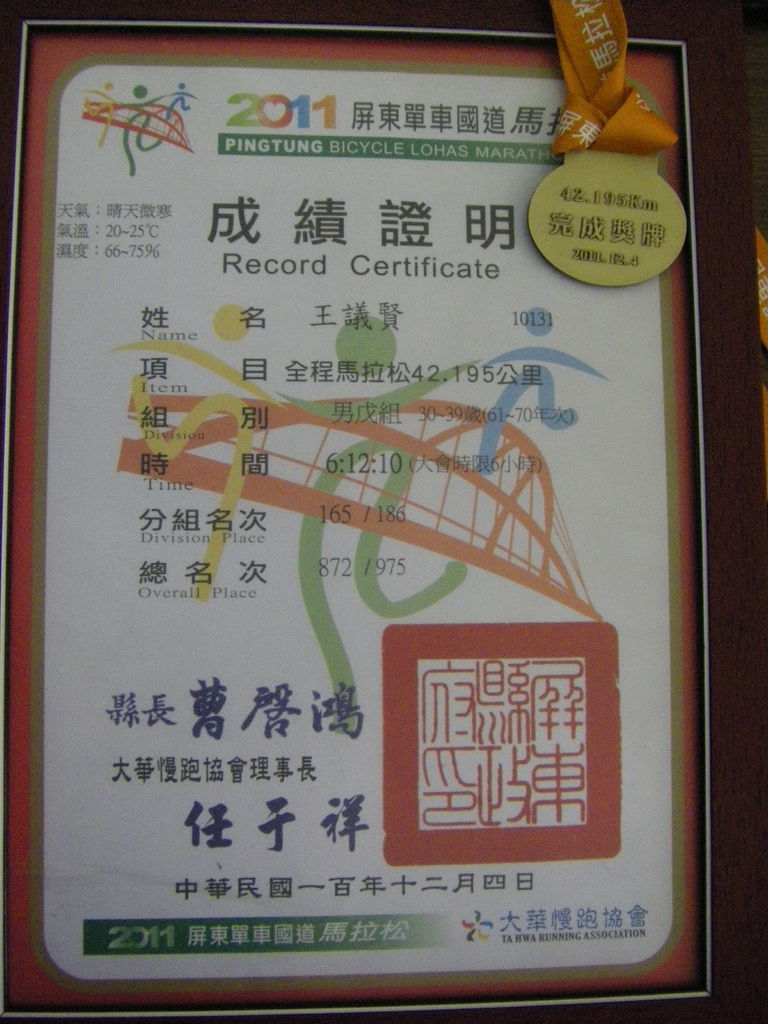 2011 屏東單車國道馬
PINGTUNG BICYCLE LOHAS
天氣：晴天微寒
氣溫：20~25℃
濕度：66~75%
成績證明
Record Certificate
42.195Km
完成獎牌
2011.12.4
姓名 王議賢 10131
Name
項目 全程馬拉松42.195公里
Item
組別 男戊組 30~39歲(61~70年次)
Division
時間 6:12:10 (大會時限6小時)
Time
分組名次 165 / 186
Division Place
總名次 872 / 975
Overall Place
縣長 曹啓鴻
大華慢跑協會理事長
任于祥
屏東縣政府印
中華民國一百年十二月四日
2011 屏東單車國道馬拉松
大華慢跑協會
TA HWA RUNNING ASSOCIATION